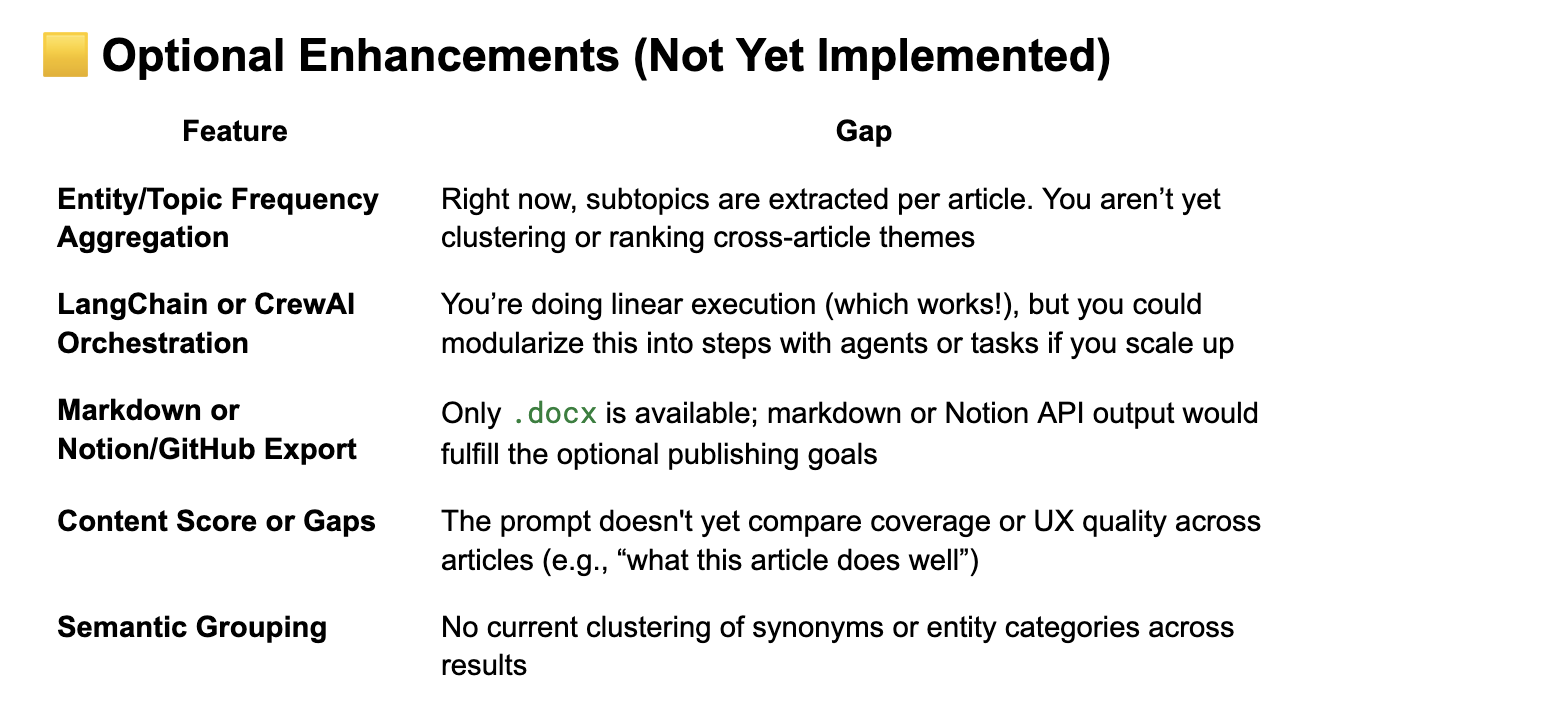 Optional Enhancements (Not Yet Implemented)
Feature Gap
Entity/Topic Frequency Right now, subtopics are extracted per article. You aren’t yet
Aggregation clustering or ranking cross-article themes
LangChain or CrewAI You’re doing linear execution (which works!), but you could
Orchestration modularize this into steps with agents or tasks if you scale up
Markdown or Only .docx is available; markdown or Notion API output would
Notion/GitHub Export fulfill the optional publishing goals
Content Score or Gaps The prompt doesn't yet compare coverage or UX quality across
articles (e.g., “what this article does well”)
Semantic Grouping No current clustering of synonyms or entity categories across
results